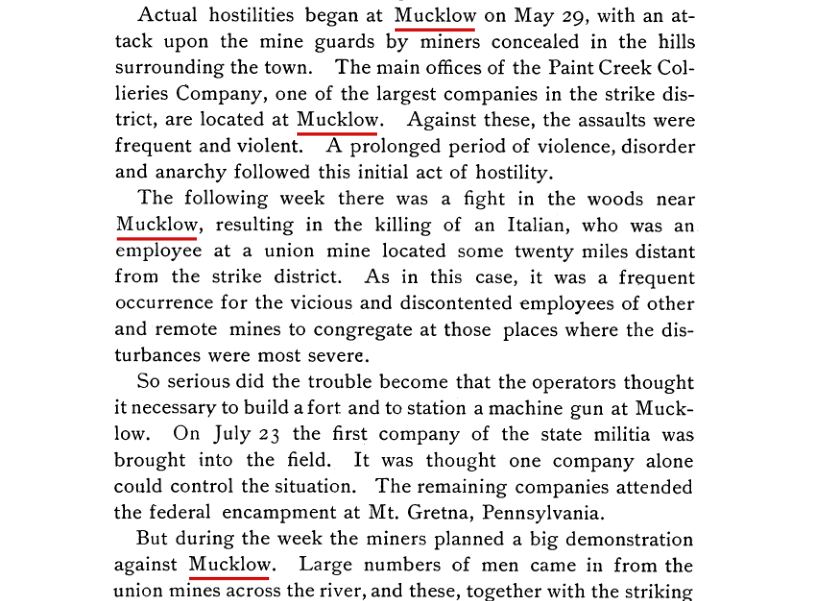 Actual hostilities began at Mucklow on May 29, with an at-
tack upon the mine guards by miners concealed in the hills
surrounding the town. The main offices of the Paint Creek Col-
lieries Company, one of the largest companies in the strike dis-
trict, are located at Mucklow. Against these, the assaults were
frequent and violent. A prolonged period of violence, disorder
and anarchy followed this initial act of hostility.
The following week there was a fight in the woods near
Mucklow, resulting in the killing of an Italian, who was an
employee at a union mine located some twenty miles distant
from the strike district. As in this case, it was a frequent
occurrence for the vicious and discontented employees of other
and remote mines to congregate at those places where the dis-
turbances were most severe.
So serious did the trouble become that the operators thought
it necessary to build a fort and to station a machine gun at Muck-
low. On July 23 the first company of the state militia was
brought into the field. It was thought one company alone
could control the situation. The remaining companies attended
the federal encampment at Mt. Gretna, Pennsylvania.
But during the week the miners planned a big demonstration
against Mucklow. Large numbers of men came in from the
union mines across the river, and these, together with the striking